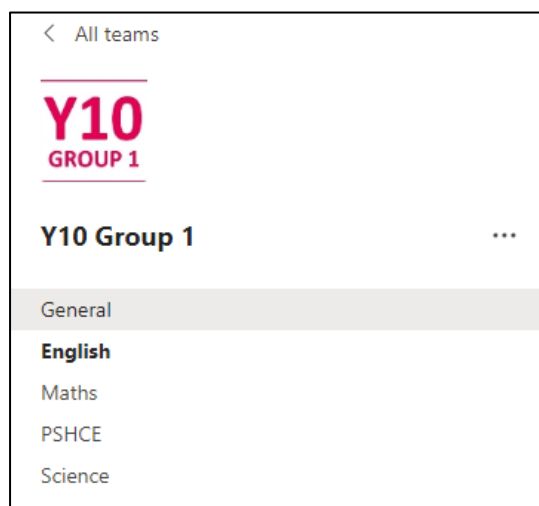 All teams
Y10
GROUP 1
Y10 Group 1
General
English
Maths
PSHCE
Science